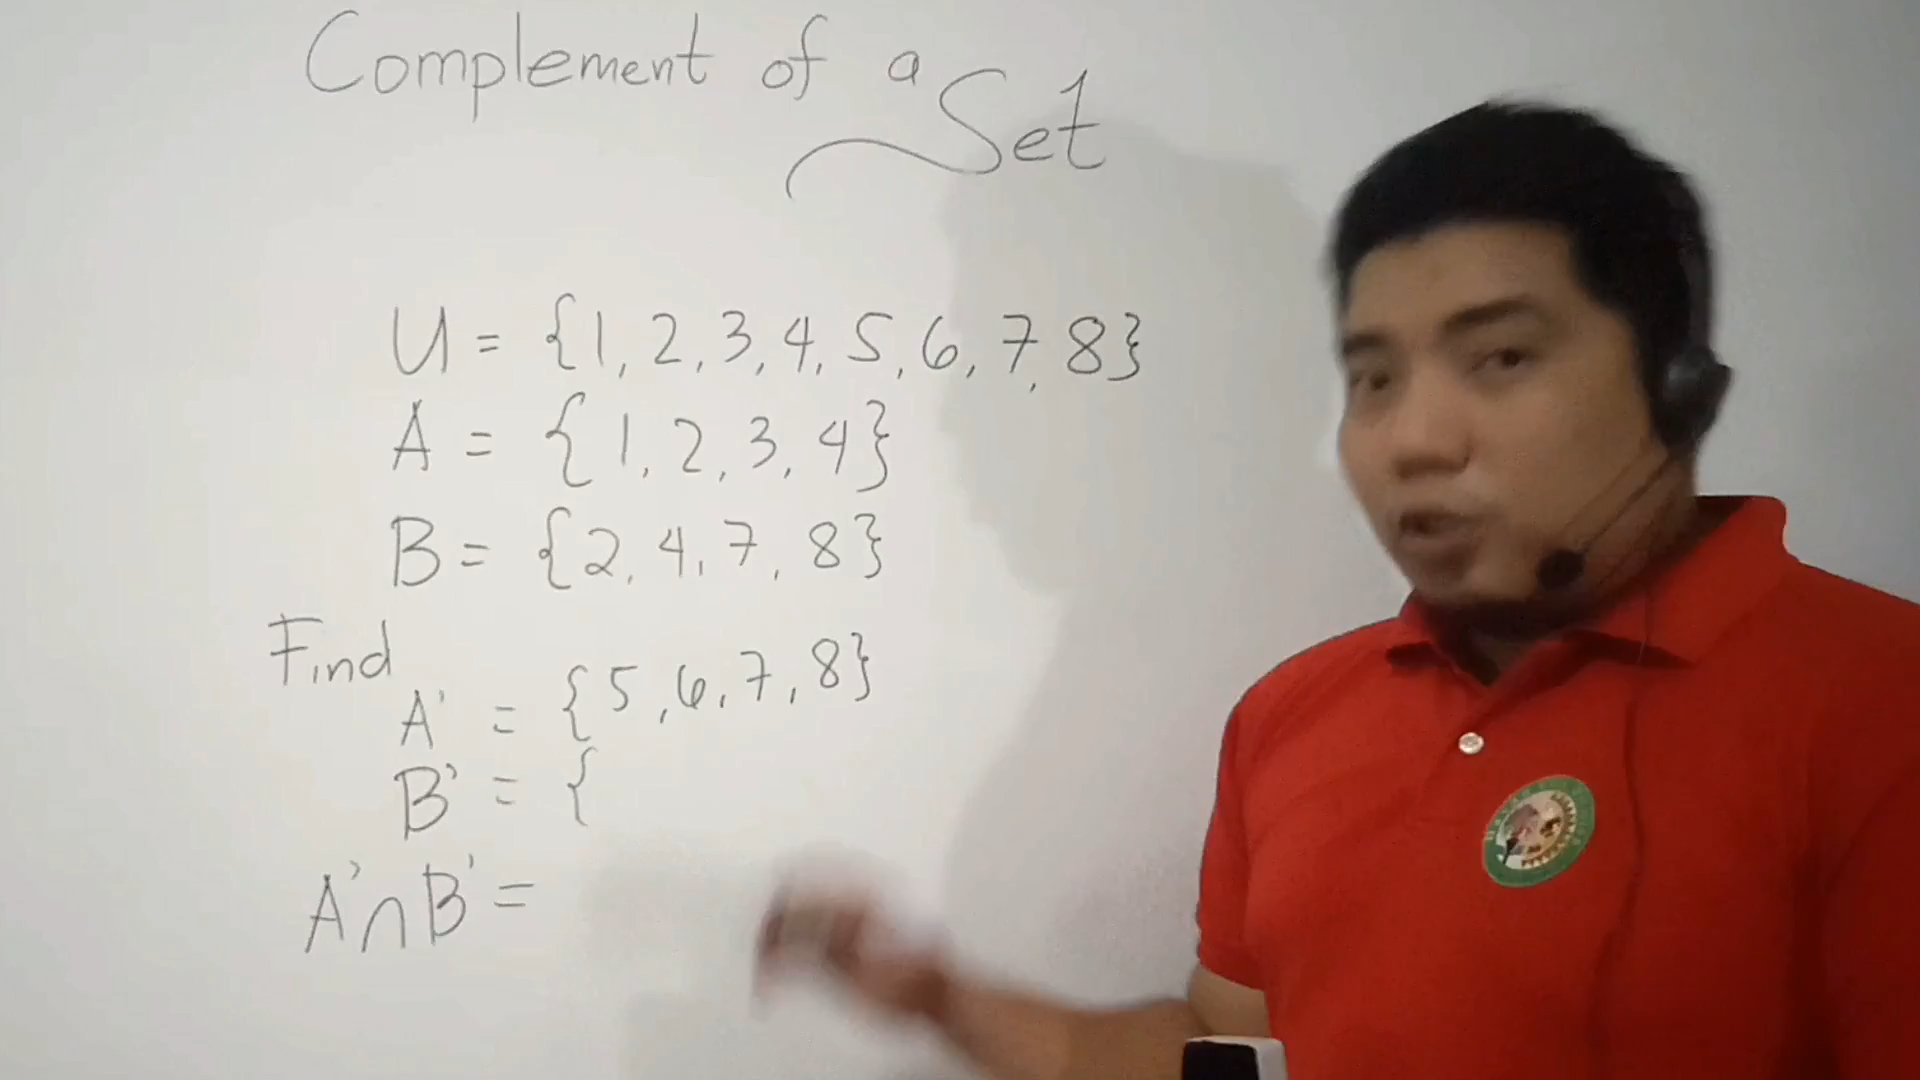 Complement of a
Set
U = {1, 2, 3, 4, 5, 6, 7, 8}
A = {1, 2, 3, 4}
B = {2, 4, 7, 8}
Find
A' = {5, 6, 7, 8}
B' = {
A'∩B' =